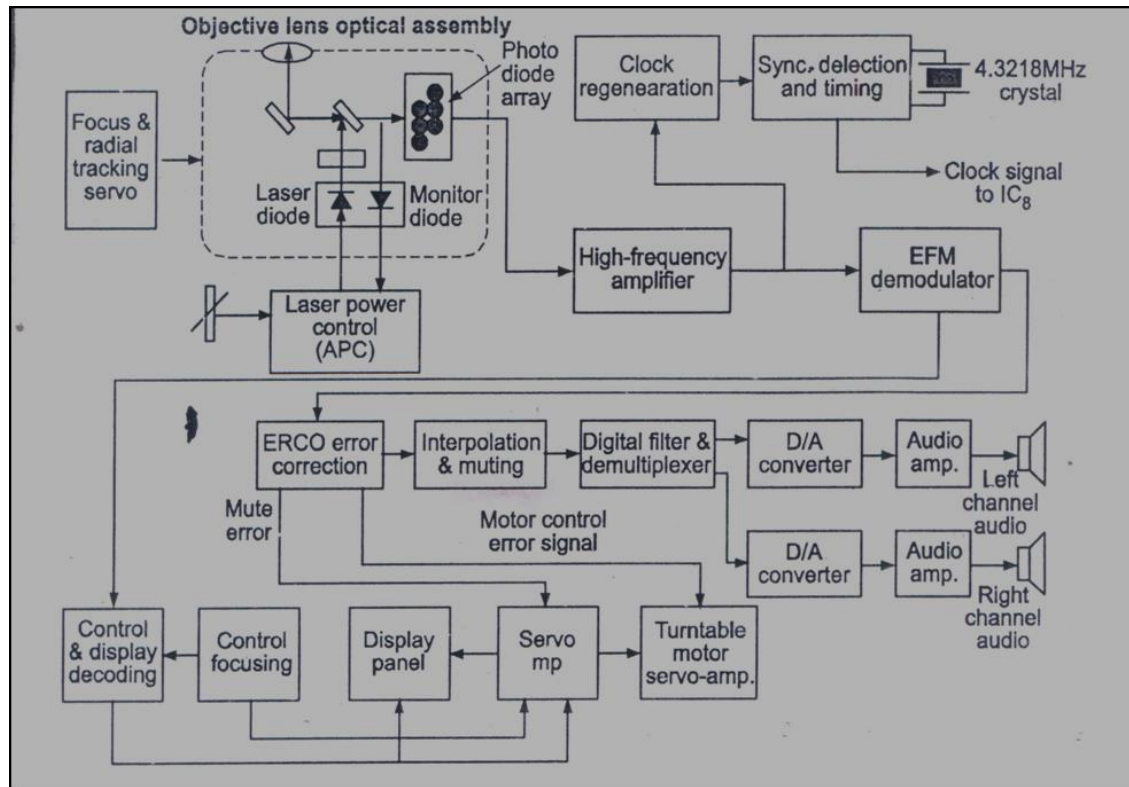 Objective lens optical assembly
Photo
diode
array
Clock
regenearation
Sync. delection
and timing
4.3218MHz
crystal
Focus &
radial
tracking
servo
Laser
diode
Monitor
diode
Clock signal
to IC8
High-frequency
amplifier
EFM
demodulator
Laser power
control
(APC)
ERCO error
correction
Interpolation
& muting
Digital filter &
demultiplexer
D/A
converter
Audio
amp.
Left
channel
audio
Mute
error
Motor control
error signal
D/A
converter
Audio
amp.
Right
channel
audio
Control
& display
decoding
Control
focusing
Display
panel
Servo
mp
Turntable
motor
servo-amp.